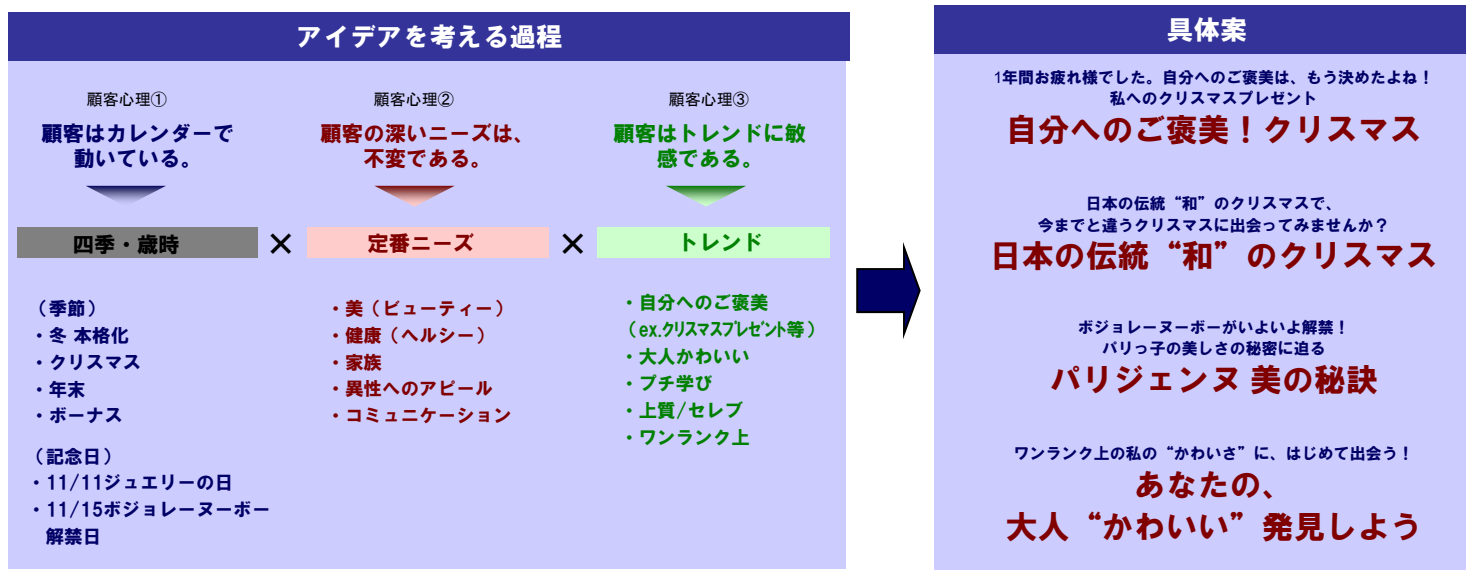 アイデアを考える過程
顧客心理①
顧客はカレンダーで
動いている。
顧客心理②
顧客の深いニーズは、
不変である。
顧客心理③
顧客はトレンドに敏
感である。
四季・歳時
×
定番ニーズ
×
トレンド
（季節）
・冬 本格化
・クリスマス
・年末
・ボーナス
（記念日）
・11/11ジュエリーの日
・11/15ボジョレーヌーボー
解禁日
・美（ビューティー）
・健康（ヘルシー）
・家族
・異性へのアピール
・コミュニケーション
・自分へのご褒美
（ex.クリスマスプレゼント等）
・大人かわいい
・プチ学び
・上質/セレブ
・ワンランク上
具体案
1年間お疲れ様でした。自分へのご褒美は、もう決めたよね！
私へのクリスマスプレゼント
自分へのご褒美！クリスマス
日本の伝統“和”のクリスマスで、
今までと違うクリスマスに出会ってみませんか？
日本の伝統“和”のクリスマス
ボジョレーヌーボーがいよいよ解禁！
パリっ子の美しさの秘密に迫る
パリジェンヌ 美の秘訣
ワンランク上の私の“かわいさ”に、はじめて出会う！
あなたの、
大人“かわいい”発見しよう